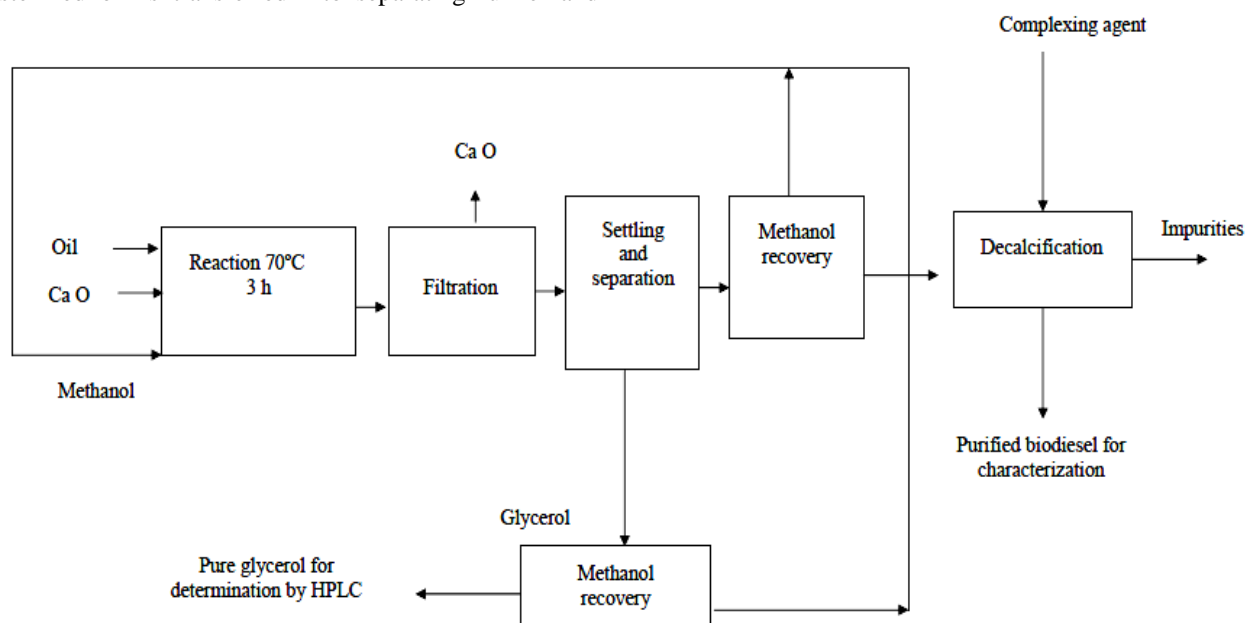 Complexing agent
Ca O
Oil
Ca O
Reaction 70°C
3 h
Filtration
Settling
and
separation
Methanol
recovery
Decalcification
Impurities
Methanol
Purified biodiesel for
characterization
Glycerol
Pure glycerol for
determination by HPLC
Methanol
recovery